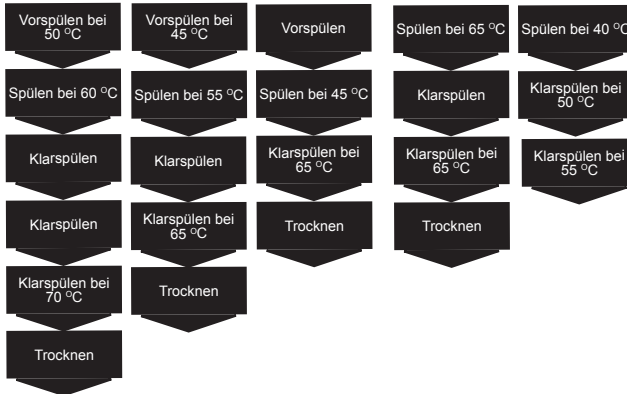 Vorspülen bei
50 °C
Spülen bei 60 °C
Klarspülen
Klarspülen
Klarspülen bei
70 °C
Trocknen
Vorspülen bei
45 °C
Spülen bei 55 °C
Klarspülen
Klarspülen bei
65 °C
Trocknen
Vorspülen
Spülen bei 45 °C
Klarspülen bei
65 °C
Trocknen
Spülen bei 65 °C
Klarspülen
Klarspülen bei
65 °C
Trocknen
Spülen bei 40 °C
Klarspülen bei
50 °C
Klarspülen bei
55 °C